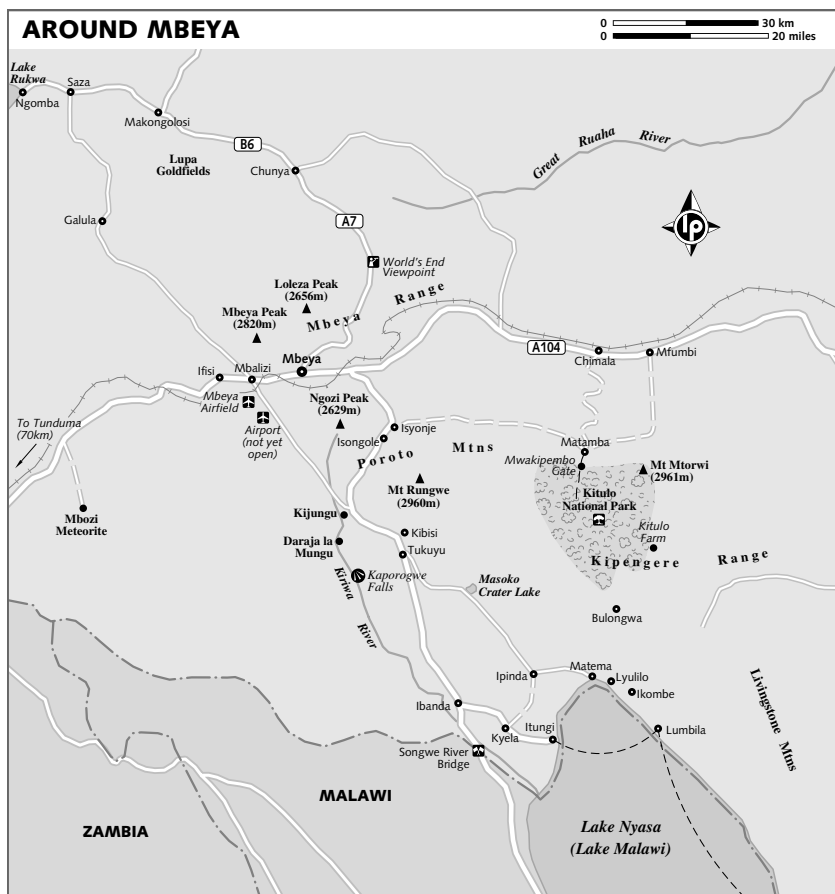 AROUND MBEYA
0 30 km
0 20 miles
Lake
Rukwa
Saza
Ngomba
Makongolosi
B6
Lupa
Goldfields
Chunya
Great Ruaha River
lp
Galula
A7
World's End
Viewpoint
Loleza Peak
(2656m)
Mbeya Range
Mbeya Peak
(2820m)
A104
Chimala
Mfumbi
Mbeya
Ifisi
Mbalizi
Mbeya
Airfield
Airport
(not yet
open)
Ngozi Peak
(2629m)
To Tunduma
(70km)
Isyonje
Isongole
Poroto Mtns
Matamba
Mwakipembo
Gate
Mt Mtorwi
(2961m)
Mt Rungwe
(2960m)
Kitulo
National Park
Mbozi
Meteorite
Kijungu
Kibisi
Kitulo
Farm
Daraja la
Mungu
Tukuyu
Kipengere Range
Kaporogwe
Falls
Kiriwa River
Masoko
Crater Lake
Bulongwa
Ipinda
Matema
Lyulilo
Ikombe
Livingstone Mtns
Ibanda
Kyela
Itungi
Lumbila
Songwe River
Bridge
MALAWI
ZAMBIA
Lake Nyasa
(Lake Malawi)